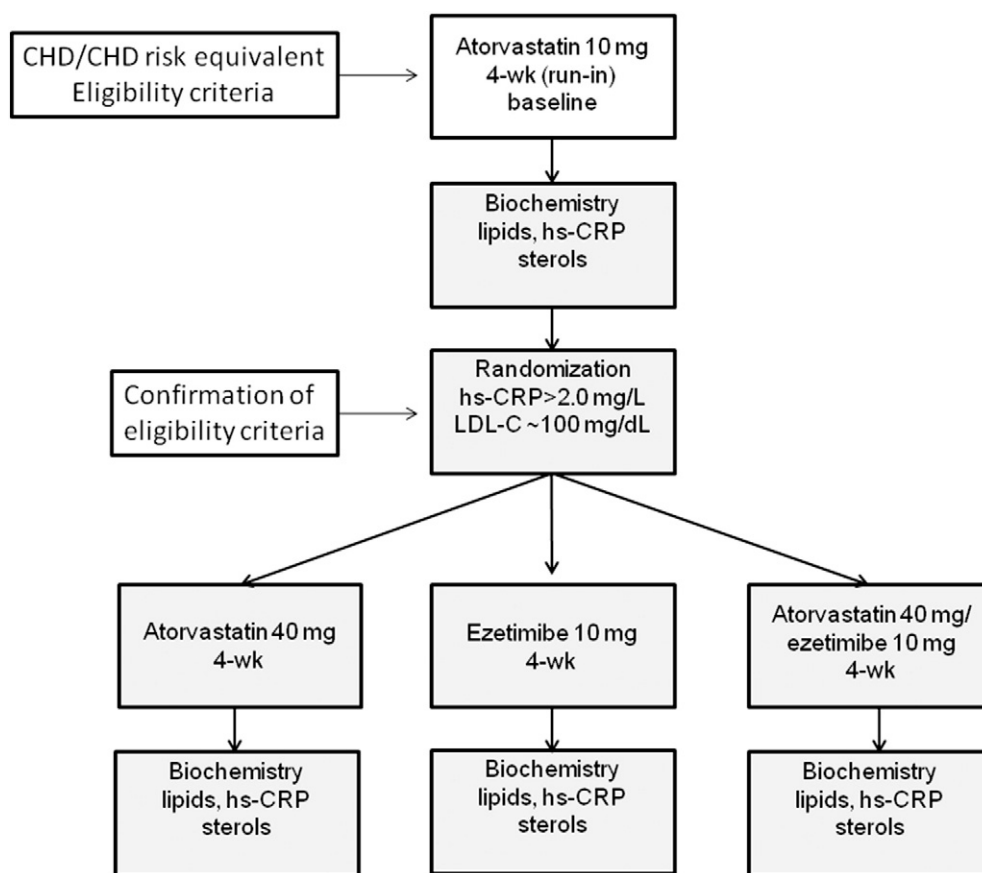 CHD/CHD risk equivalent
Eligibility criteria
Atorvastatin 10 mg
4-wk (run-in)
baseline
Biochemistry
lipids, hs-CRP
sterols
Confirmation of
eligibility criteria
Randomization
hs-CRP>2.0 mg/L
LDL-C ~100 mg/dL
Atorvastatin 40 mg
4-wk
Ezetimibe 10 mg
4-wk
Atorvastatin 40 mg/
ezetimibe 10 mg
4-wk
Biochemistry
lipids, hs-CRP
sterols
Biochemistry
lipids, hs-CRP
sterols
Biochemistry
lipids, hs-CRP
sterols